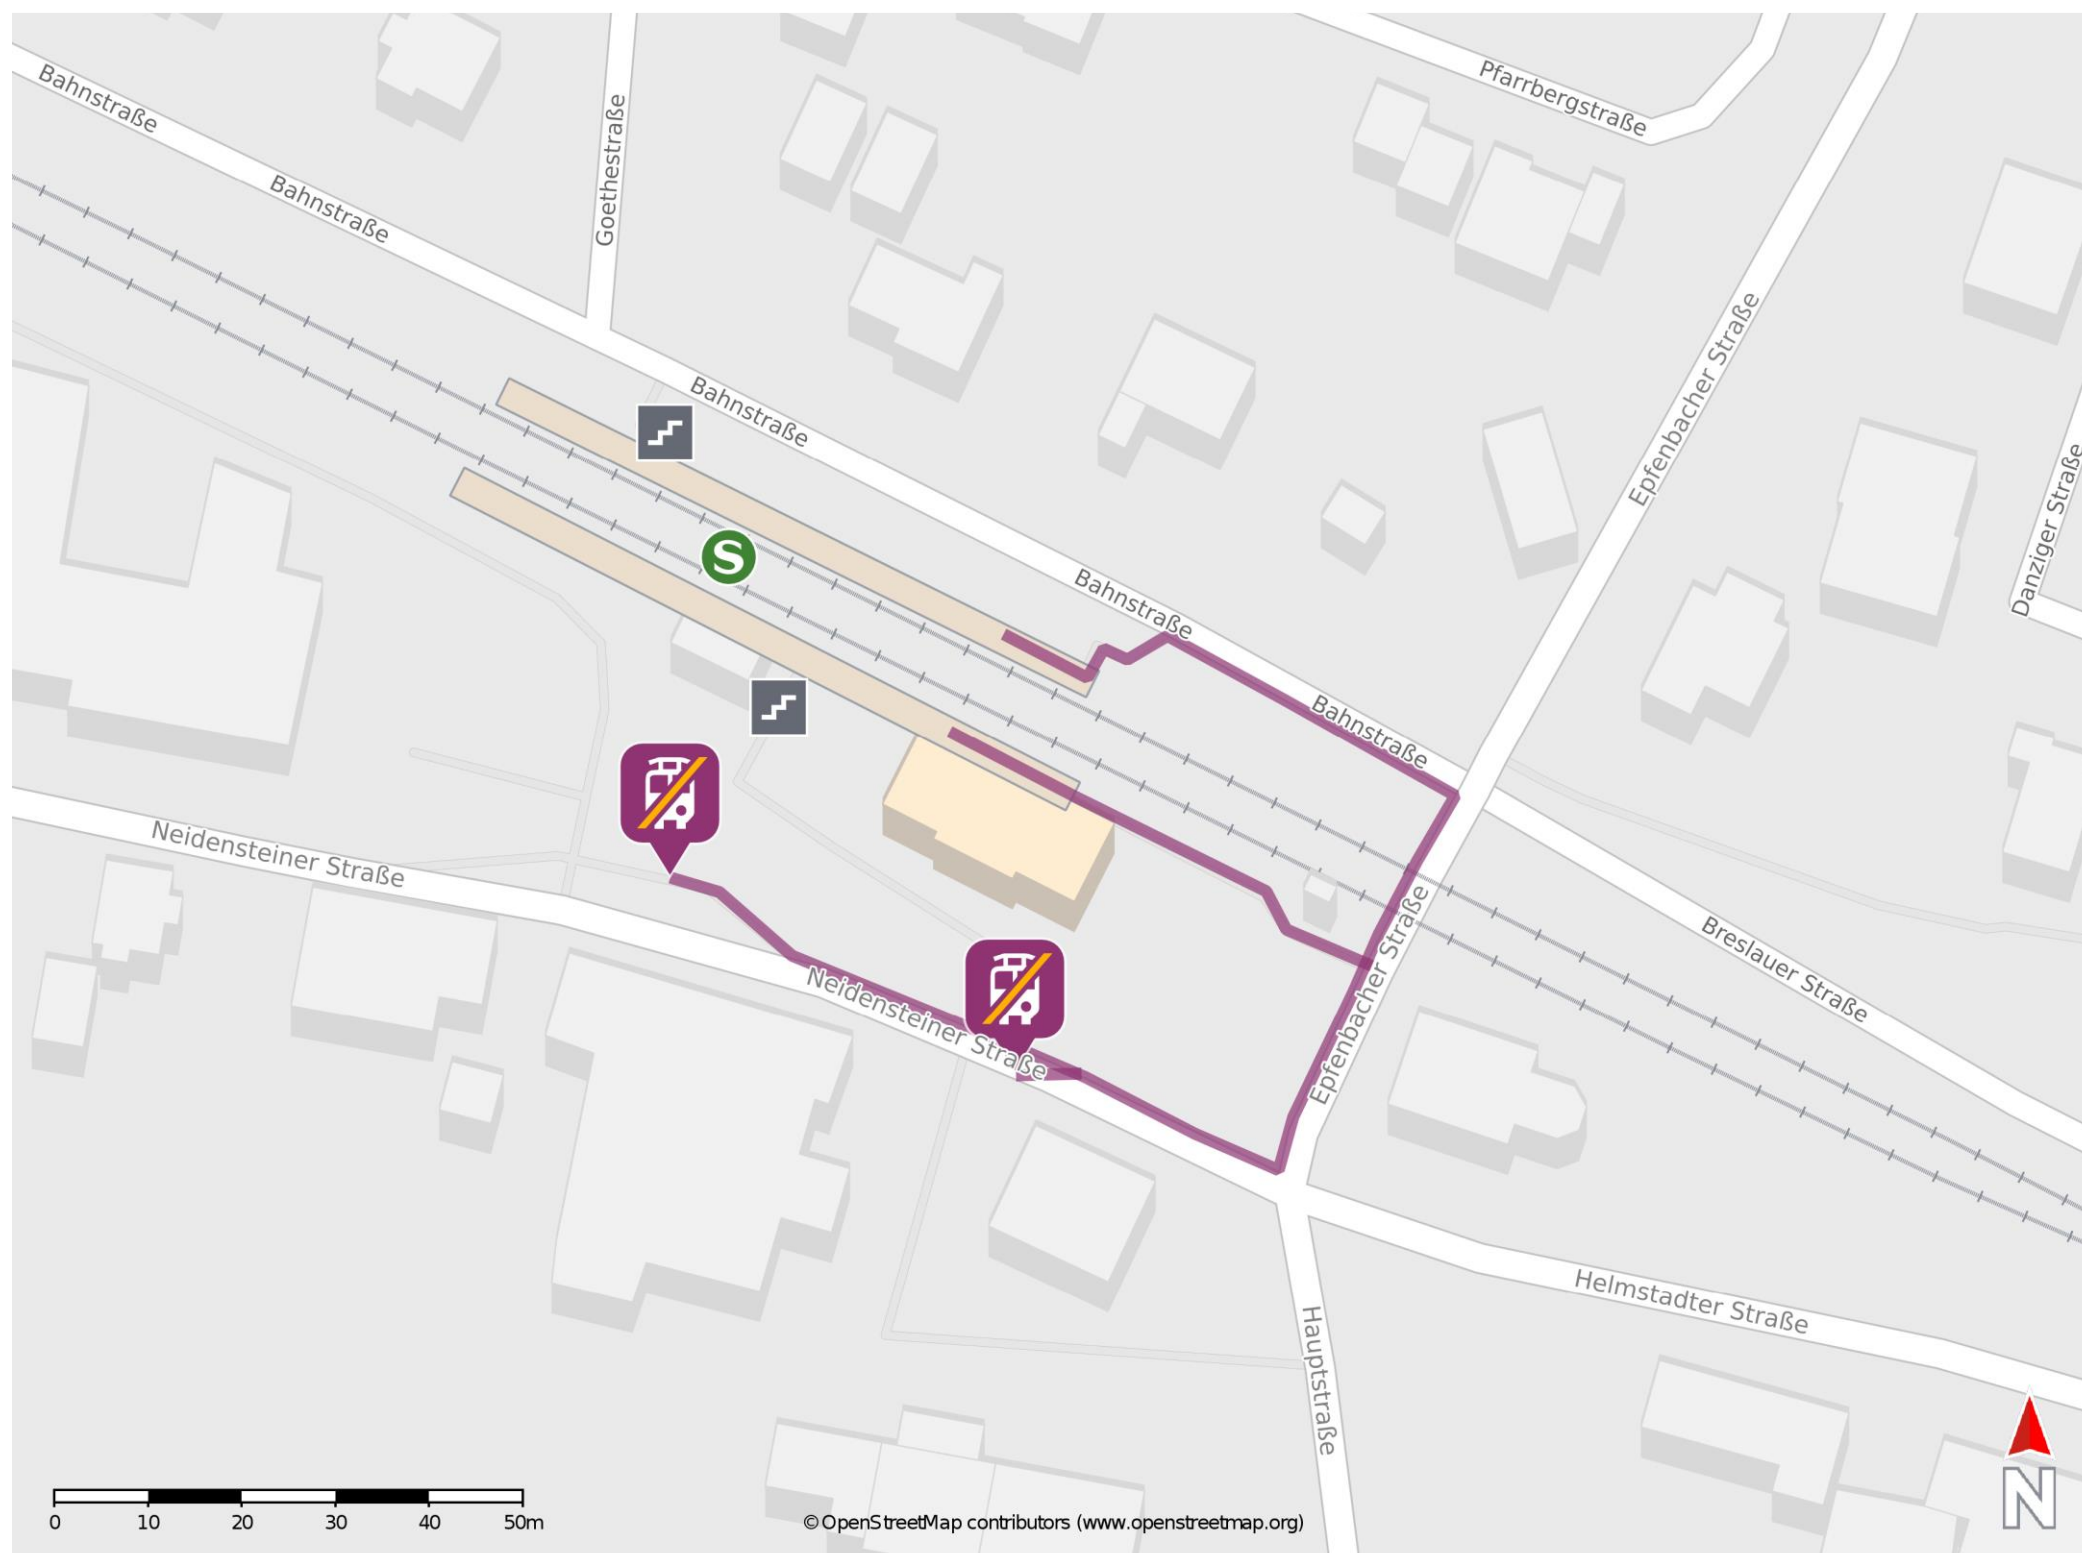 Pfarrbergstraße
Bahnstraße
Goethestraße
Bahnstraße
Epfenbacher Straße
Bahnstraße
Danziger Straße
S
Bahnstraße
Bahnstraße
Neidensteiner Straße
Epfenbacher Straße
Breslauer Straße
Neidensteiner Straße
Helmstadter Straße
Hauptstraße
N
0 10 20 30 40 50m
© OpenStreetMap contributors (www.openstreetmap.org)